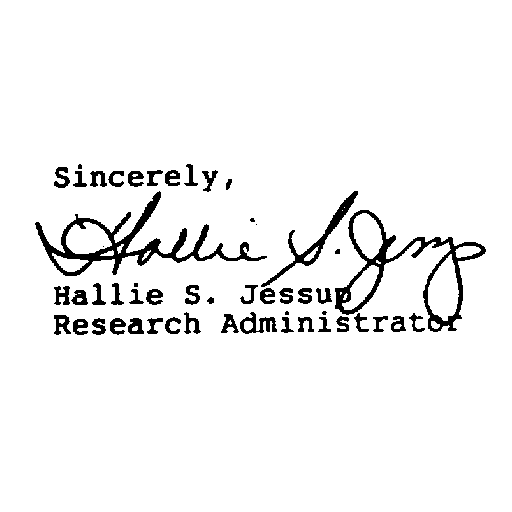 Sincerely,
Hallie S. Jessup
Hallie S. Jessup
Research Administrator